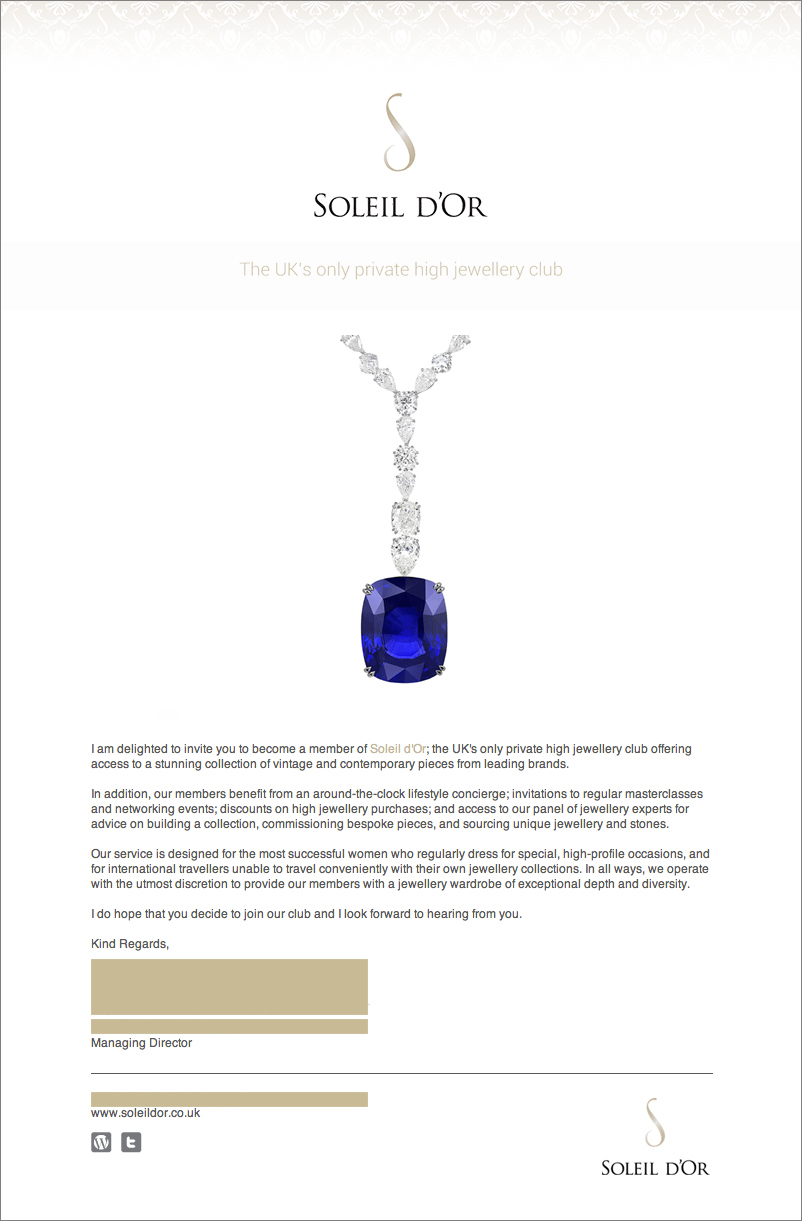 SOLEIL D'OR
The UK's only private high jewellery club
I am delighted to invite you to become a member of Soleil d'Or; the UK's only private high jewellery club offering
access to a stunning collection of vintage and contemporary pieces from leading brands.
In addition, our members benefit from an around-the-clock lifestyle concierge; invitations to regular masterclasses
and networking events; discounts on high jewellery purchases; and access to our panel of jewellery experts for
advice on building a collection, commissioning bespoke pieces, and sourcing unique jewellery and stones.
Our service is designed for the most successful women who regularly dress for special, high-profile occasions, and
for international travellers unable to travel conveniently with their own jewellery collections. In all ways, we operate
with the utmost discretion to provide our members with a jewellery wardrobe of exceptional depth and diversity.
I do hope that you decide to join our club and I look forward to hearing from you.
Kind Regards,
Managing Director
www.soleildor.co.uk
SOLEIL D'OR